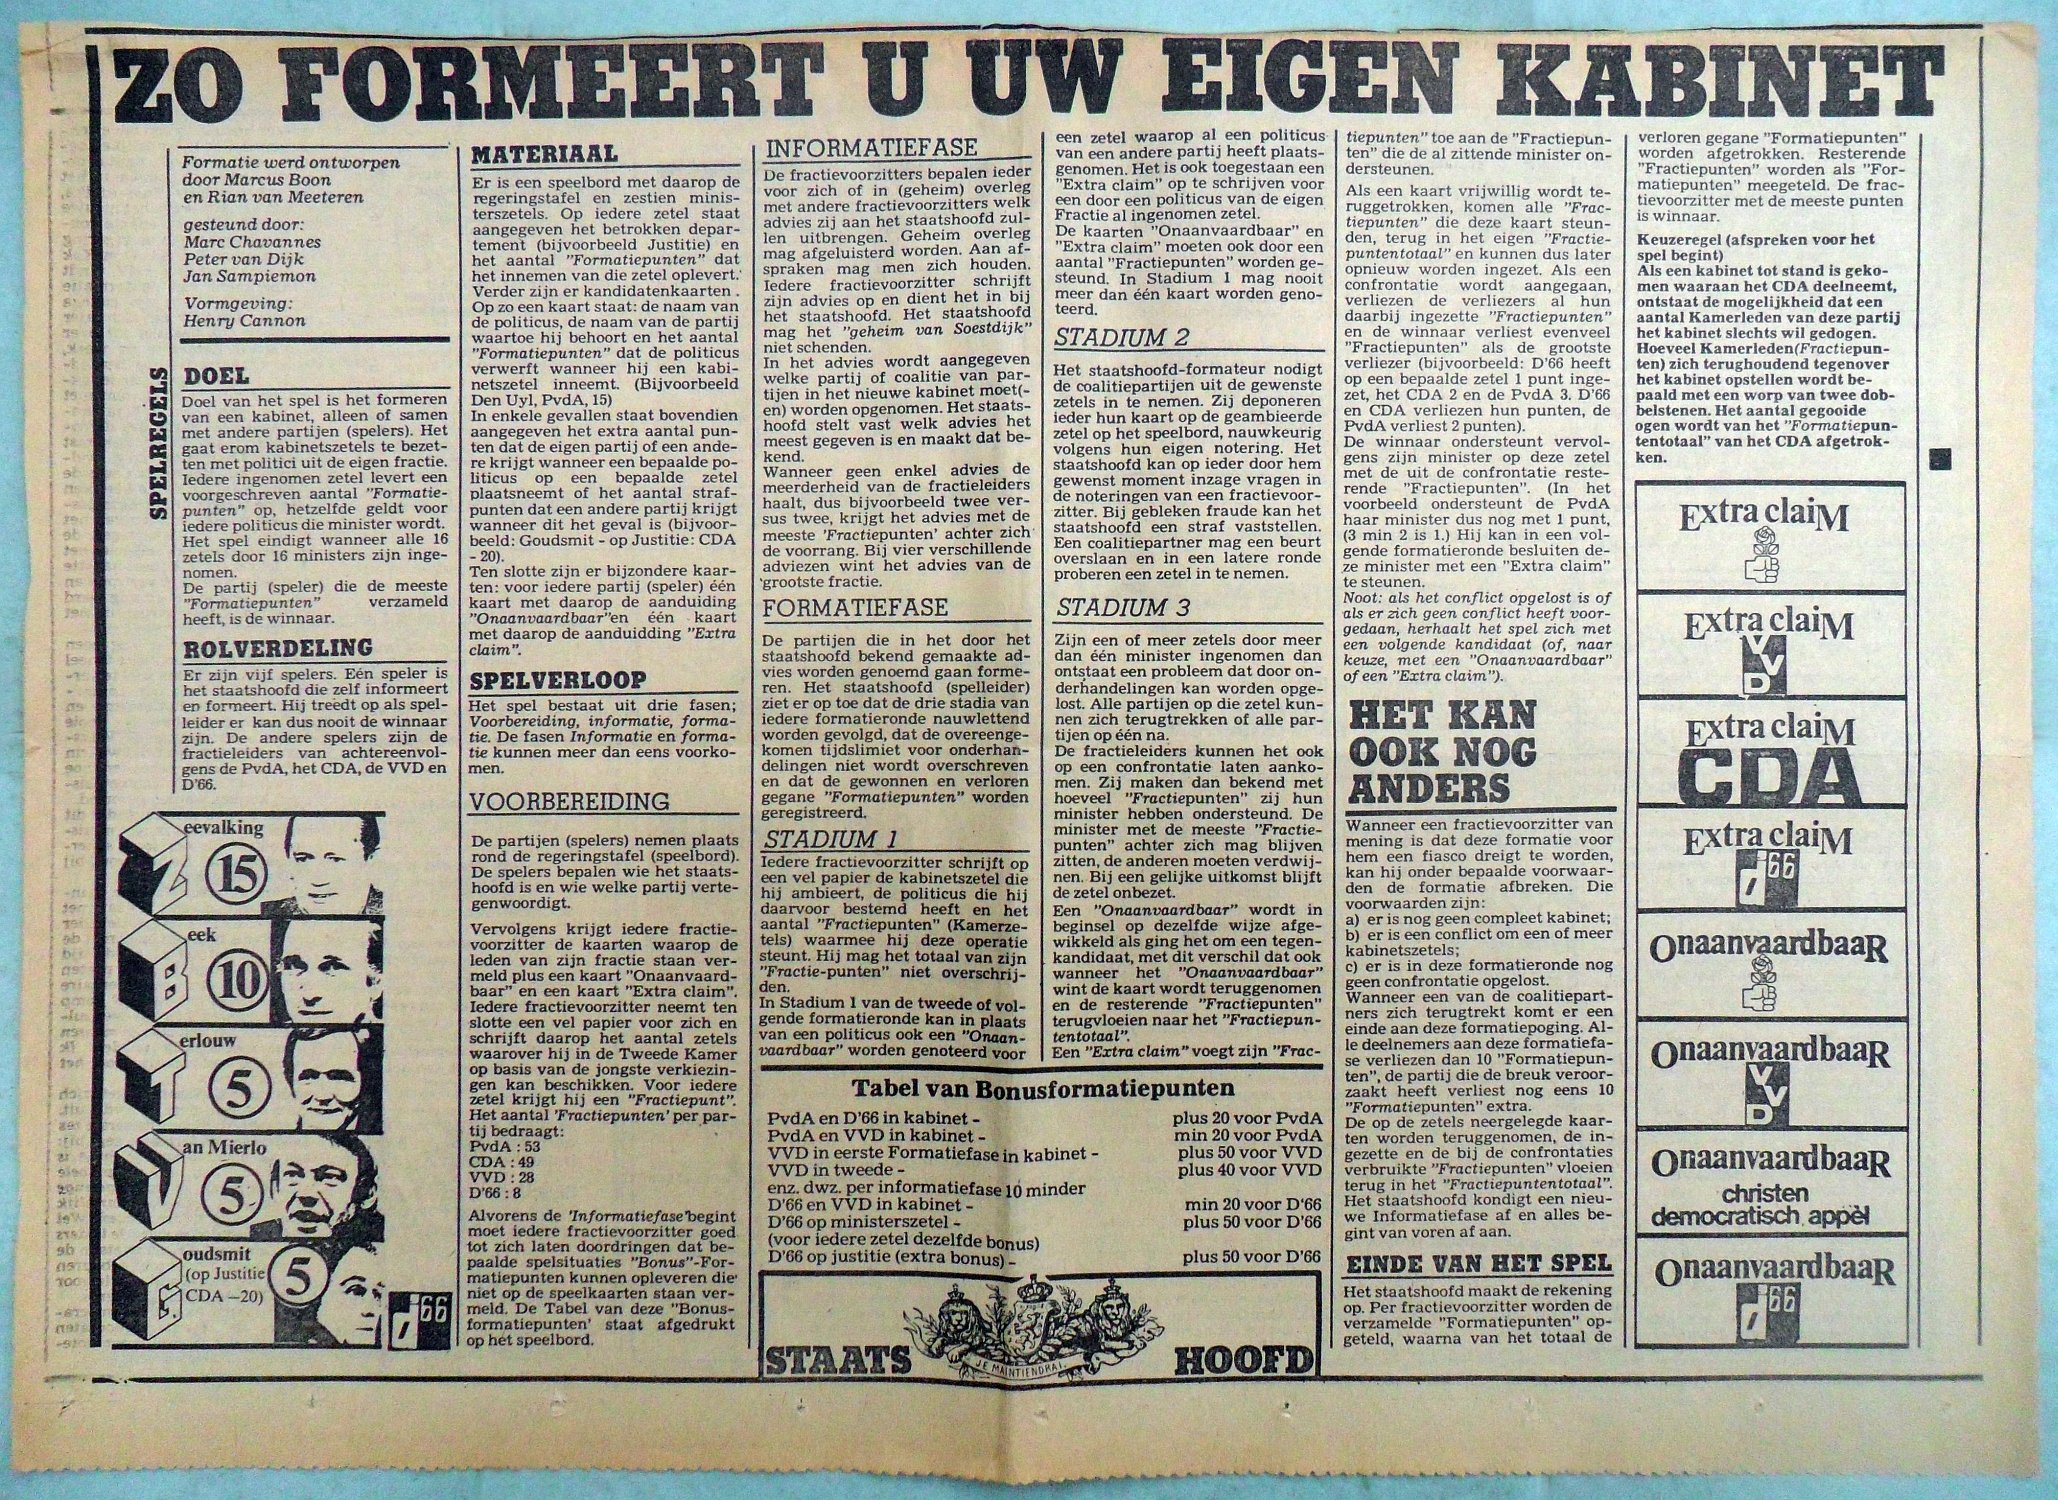 ZO FORMEERT U UW EIGEN KABINET
Formatie werd ontworpen
door Marcus Boon
en Rian van Meeteren
gesteund door:
Marc Chavannes
Peter van Dijk
Jan Sampiemon
Vormgeving:
Henry Cannon
SPELREGELS
DOEL
Doel van het spel is het formeren
van een kabinet, alleen of samen
met andere partijen (spelers). Het
gaat erom kabinetszetels te bezet-
ten met politici uit de eigen fractie.
Iedere ingenomen zetel levert een
voorgeschreven aantal "Formatie-
punten" op, hetzelfde geldt voor
iedere politicus die minister wordt.
Het spel eindigt wanneer alle 16
zetels door 16 ministers zijn inge-
nomen.
De partij (speler) die de meeste
"Formatiepunten" verzameld
heeft, is de winnaar.
ROLVERDELING
Er zijn vijf spelers. Eén speler is
het staatshoofd die zelf informeert
en formeert. Hij treedt op als spel-
leider er kan dus nooit de winnaar
zijn. De andere spelers zijn de
fractieleiders van achtereenvol-
gens de PvdA, het CDA, de VVD en
D'66.
Zeevalking
15
Beek
10
Terlouw
5
Van Mierlo
5
Goudsmit
(op Justitie
CDA –20)
5
d'66
MATERIAAL
Er is een speelbord met daarop de
regeringstafel en zestien minis-
terszetels. Op iedere zetel staat
aangegeven het betrokken depar-
tement (bijvoorbeeld Justitie) en
het aantal "Formatiepunten" dat
het innemen van die zetel oplevert.
Verder zijn er kandidatenkaarten .
Op zo een kaart staat: de naam van
de politicus, de naam van de partij
waartoe hij behoort en het aantal
"Formatiepunten" dat de politicus
verwerft wanneer hij een kabi-
netszetel inneemt. (Bijvoorbeeld
Den Uyl, PvdA, 15)
In enkele gevallen staat bovendien
aangegeven het extra aantal pun-
ten dat de eigen partij of een ande-
re krijgt wanneer een bepaalde po-
liticus op een bepaalde zetel
plaatsneemt of het aantal straf-
punten dat een andere partij krijgt
wanneer dit het geval is (bijvoor-
beeld: Goudsmit - op Justitie: CDA
- 20).
Ten slotte zijn er bijzondere kaar-
ten: voor iedere partij (speler) één
kaart met daarop de aanduiding
"Onaanvaardbaar"en één kaart
met daarop de aanduidding "Extra
claim".
SPELVERLOOP
Het spel bestaat uit drie fasen;
Voorbereiding, informatie, forma-
tie. De fasen Informatie en forma-
tie kunnen meer dan eens voorko-
men.
VOORBEREIDING
De partijen (spelers) nemen plaats
rond de regeringstafel (speelbord).
De spelers bepalen wie het staats-
hoofd is en wie welke partij verte-
genwoordigt.
Vervolgens krijgt iedere fractie-
voorzitter de kaarten waarop de
leden van zijn fractie staan ver-
meld plus een kaart "Onaanvaard-
baar" en een kaart "Extra claim".
Iedere fractievoorzitter neemt ten
slotte een vel papier voor zich en
schrijft daarop het aantal zetels
waarover hij in de Tweede Kamer
op basis van de jongste verkiezin-
gen kan beschikken. Voor iedere
zetel krijgt hij een "Fractiepunt".
Het aantal 'Fractiepunten' per par-
tij bedraagt:
PvdA : 53
CDA : 49
VVD : 28
D'66 : 8
Alvorens de 'Informatiefase'begint
moet iedere fractievoorzitter goed
tot zich laten doordringen dat be-
paalde spelsituaties "Bonus"-For-
matiepunten kunnen opleveren die
niet op de speelkaarten staan ver-
meld. De Tabel van deze "Bonus-
formatiepunten' staat afgedrukt
op het speelbord.
INFORMATIEFASE
De fractievoorzitters bepalen ieder
voor zich of in (geheim) overleg
met andere fractievoorzitters welk
advies zij aan het staatshoofd zul-
len uitbrengen. Geheim overleg
mag afgeluisterd worden. Aan af-
spraken mag men zich houden.
Iedere fractievoorzitter schrijft
zijn advies op en dient het in bij
het staatshoofd. Het staatshoofd
mag het "geheim van Soestdijk"
niet schenden.
In het advies wordt aangegeven
welke partij of coalitie van par-
tijen in het nieuwe kabinet moet(-
en) worden opgenomen. Het staats-
hoofd stelt vast welk advies het
meest gegeven is en maakt dat be-
kend.
Wanneer geen enkel advies de
meerderheid van de fractieleiders
haalt, dus bijvoorbeeld twee ver-
sus twee, krijgt het advies met de
meeste 'Fractiepunten' achter zich
de voorrang. Bij vier verschillende
adviezen wint het advies van de
grootste fractie.
FORMATIEFASE
De partijen die in het door het
staatshoofd bekend gemaakte ad-
vies worden genoemd gaan forme-
ren. Het staatshoofd (spelleider)
ziet er op toe dat de drie stadia van
iedere formatieronde nauwlettend
worden gevolgd, dat de overeenge-
komen tijdslimiet voor onderhan-
delingen niet wordt overschreven
en dat de gewonnen en verloren
gegane "Formatiepunten" worden
geregistreerd.
STADIUM 1
Iedere fractievoorzitter schrijft op
een vel papier de kabinetszetel die
hij ambieert, de politicus die hij
daarvoor bestemd heeft en het
aantal "Fractiepunten" (Kamerze-
tels) waarmee hij deze operatie
steunt. Hij mag het totaal van zijn
"Fractie-punten" niet overschrij-
den.
In Stadium 1 van de tweede of vol-
gende formatieronde kan in plaats
van een politicus ook een "Onaan-
vaardbaar" worden genoteerd voor
een zetel waarop al een politicus
van een andere partij heeft plaats-
genomen. Het is ook toegestaan een
"Extra claim" op te schrijven voor
een door een politicus van de eigen
Fractie al ingenomen zetel.
De kaarten "Onaanvaardbaar" en
"Extra claim" moeten ook door een
aantal "Fractiepunten" worden ge-
steund. In Stadium 1 mag nooit
meer dan één kaart worden geno-
teerd.
STADIUM 2
Het staatshoofd-formateur nodigt
de coalitiepartijen uit de gewenste
zetels in te nemen. Zij deponeren
ieder hun kaart op de geambieerde
zetel op het speelbord, nauwkeurig
volgens hun eigen notering. Het
staatshoofd kan op ieder door hem
gewenst moment inzage vragen in
de noteringen van een fractievoor-
zitter. Bij gebleken fraude kan het
staatshoofd een straf vaststellen.
Een coalitiepartner mag een beurt
overslaan en in een latere ronde
proberen een zetel in te nemen.
STADIUM 3
Zijn een of meer zetels door meer
dan één minister ingenomen dan
ontstaat een probleem dat door on-
derhandelingen kan worden opge-
lost. Alle partijen op die zetel kun-
nen zich terugtrekken of alle par-
tijen op één na.
De fractieleiders kunnen het ook
op een confrontatie laten aanko-
men. Zij maken dan bekend met
hoeveel "Fractiepunten" zij hun
minister hebben ondersteund. De
minister met de meeste "Fractie-
punten" achter zich mag blijven
zitten, de anderen moeten verdwij-
nen. Bij een gelijke uitkomst blijft
de zetel onbezet.
Een "Onaanvaardbaar" wordt in
beginsel op dezelfde wijze afge-
wikkeld als ging het om een tegen-
kandidaat, met dit verschil dat ook
wanneer het "Onaanvaardbaar"
wint de kaart wordt teruggenomen
en de resterende "Fractiepunten"
terugvloeien naar het "Fractiepun-
tentotaal".
Een "Extra claim" voegt zijn "Frac-
Tabel van Bonusformatiepunten
PvdA en D'66 in kabinet - plus 20 voor PvdA
PvdA en VVD in kabinet - min 20 voor PvdA
VVD in eerste Formatiefase in kabinet - plus 50 voor VVD
VVD in tweede - plus 40 voor VVD
enz. dwz. per informatiefase 10 minder
D'66 en VVD in kabinet - min 20 voor D'66
D'66 op ministerszetel - plus 50 voor D'66
(voor iedere zetel dezelfde bonus)
D'66 op justitie (extra bonus) - plus 50 voor D'66
STAATS HOOFD
JE MAINTIENDRAI
tiepunten" toe aan de "Fractiepun-
ten" die de al zittende minister on-
dersteunen.
Als een kaart vrijwillig wordt te-
ruggetrokken, komen alle "Frac-
tiepunten" die deze kaart steun-
den, terug in het eigen "Fractie-
puntentotaal" en kunnen dus later
opnieuw worden ingezet. Als een
confrontatie wordt aangegaan,
verliezen de verliezers al hun
daarbij ingezette "Fractiepunten"
en de winnaar verliest evenveel
"Fractiepunten" als de grootste
verliezer (bijvoorbeeld: D'66 heeft
op een bepaalde zetel 1 punt inge-
zet, het CDA 2 en de PvdA 3. D'66
en CDA verliezen hun punten, de
PvdA verliest 2 punten).
De winnaar ondersteunt vervol-
gens zijn minister op deze zetel
met de uit de confrontatie reste-
rende "Fractiepunten". (In het
voorbeeld ondersteunt de PvdA
haar minister dus nog met 1 punt,
(3 min 2 is 1.) Hij kan in een vol-
gende formatieronde besluiten de-
ze minister met een "Extra claim"
te steunen.
Noot: als het conflict opgelost is of
als er zich geen conflict heeft voor-
gedaan, herhaalt het spel zich met
een volgende kandidaat (of, naar
keuze, met een "Onaanvaardbaar"
of een "Extra claim").
HET KAN
OOK NOG
ANDERS
Wanneer een fractievoorzitter van
mening is dat deze formatie voor
hem een fiasco dreigt te worden,
kan hij onder bepaalde voorwaar-
den de formatie afbreken. Die
voorwaarden zijn:
a) er is nog geen compleet kabinet;
b) er is een conflict om een of meer
kabinetszetels;
c) er is in deze formatieronde nog
geen confrontatie opgelost.
Wanneer een van de coalitiepart-
ners zich terugtrekt komt er een
einde aan deze formatiepoging. Al-
le deelnemers aan deze formatiefa-
se verliezen dan 10 "Formatiepun-
ten", de partij die de breuk veroor-
zaakt heeft verliest nog eens 10
"Formatiepunten" extra.
De op de zetels neergelegde kaar-
ten worden teruggenomen, de in-
gezette en de bij de confrontaties
verbruikte "Fractiepunten" vloeien
terug in het "Fractiepuntentotaal".
Het staatshoofd kondigt een nieu-
we Informatiefase af en alles be-
gint van voren af aan.
EINDE VAN HET SPEL
Het staatshoofd maakt de rekening
op. Per fractievoorzitter worden de
verzamelde "Formatiepunten" op-
geteld, waarna van het totaal de
verloren gegane "Formatiepunten"
worden afgetrokken. Resterende
"Fractiepunten" worden als "For-
matiepunten" meegeteld. De frac-
tievoorzitter met de meeste punten
is winnaar.
Keuzeregel (afspreken voor het
spel begint)
Als een kabinet tot stand is geko-
men waaraan het CDA deelneemt,
ontstaat de mogelijkheid dat een
aantal Kamerleden van deze partij
het kabinet slechts wil gedogen.
Hoeveel Kamerleden(Fractiepun-
ten) zich terughoudend tegenover
het kabinet opstellen wordt be-
paald met een worp van twee dob-
belstenen. Het aantal gegooide
ogen wordt van het "Formatiepun-
tentotaal" van het CDA afgetrok-
ken.
Extra claiM
Extra claiM
VVD
Extra claiM
CDA
Extra claiM
d'66
OnaanvaardbaaR
OnaanvaardbaaR
VVD
OnaanvaardbaaR
christen
democratisch appèl
OnaanvaardbaaR
d'66